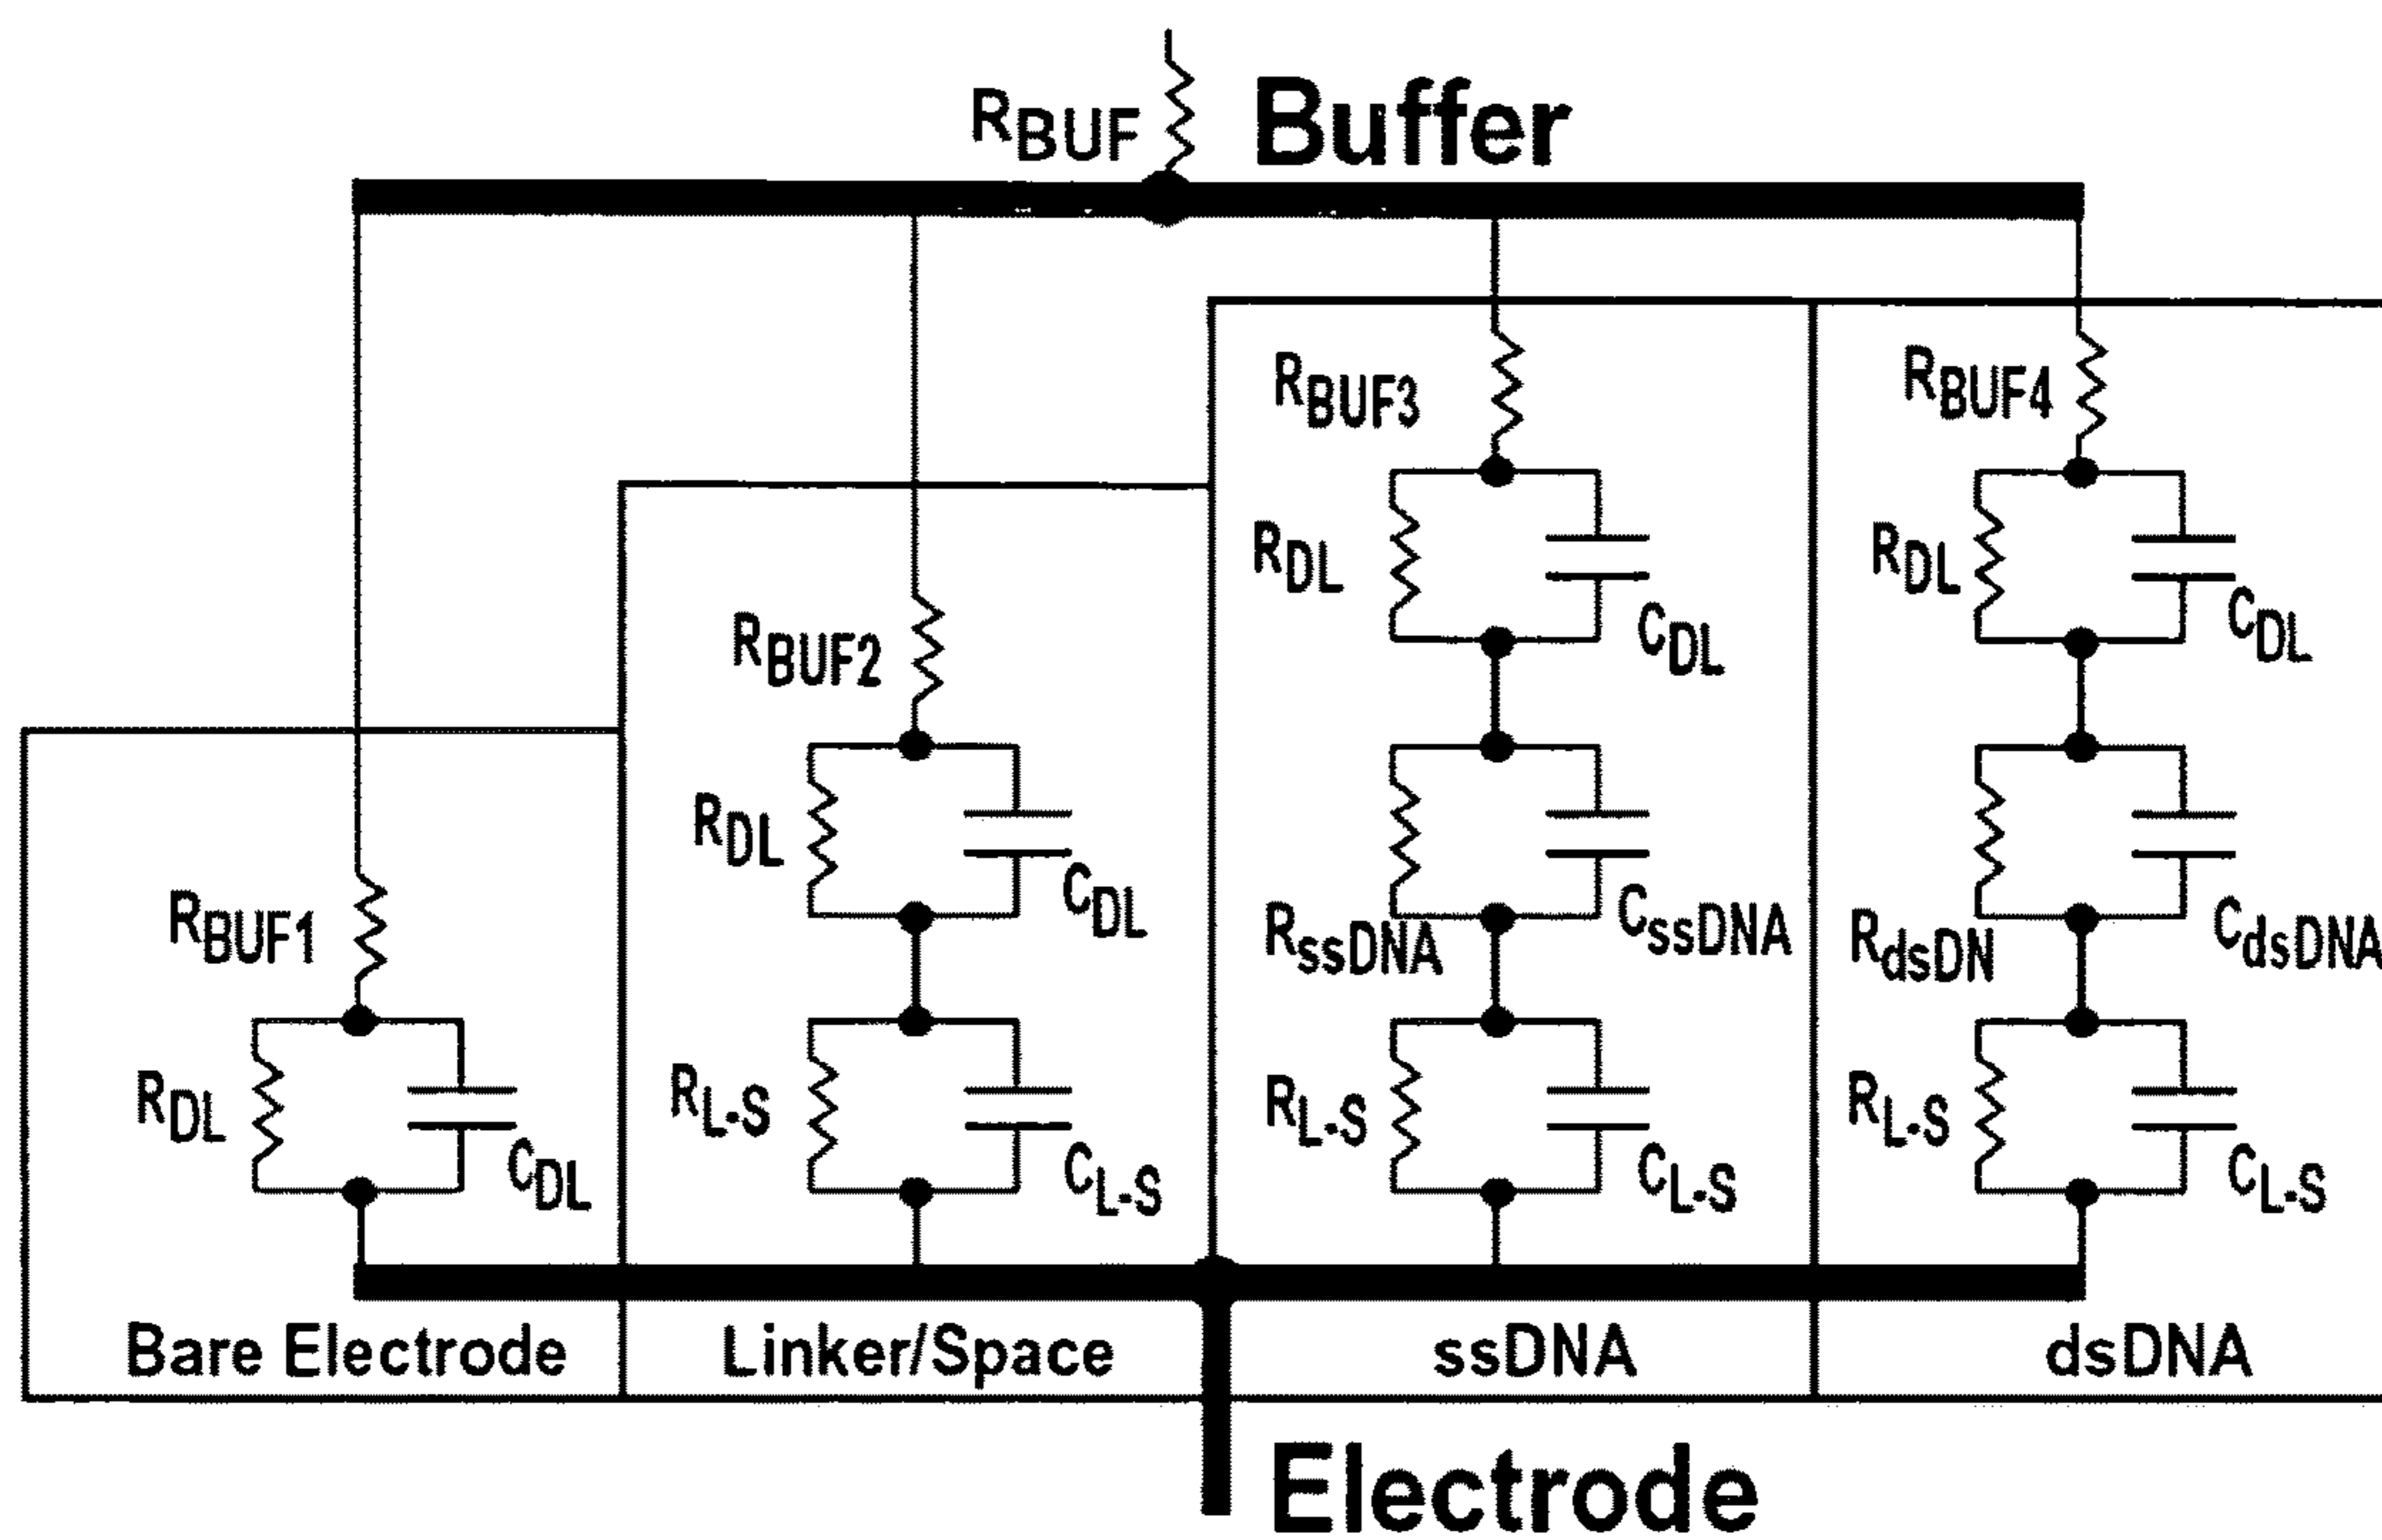 RBUF Buffer
RBUF3
RBUF4
RDL
CDL
RDL
CDL
RBUF2
RDL
CDL
RssDNA
CssDNA
RdsDN
CdsDNA
RBUF1
RDL
CDL
RL-S
CL-S
RL-S
CL-S
RL-S
CL-S
Bare Electrode
Linker/Space
ssDNA
dsDNA
Electrode